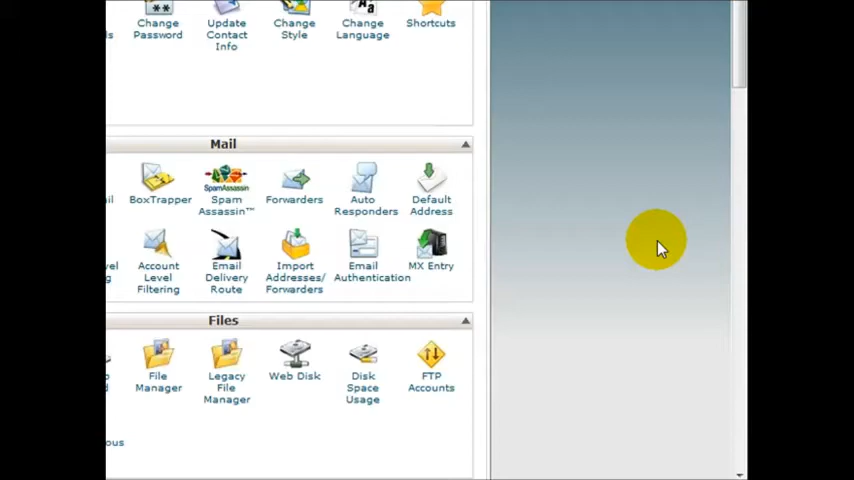 Change
Password
Update
Contact
Info
Change
Style
Change
Language
Shortcuts
Mail
BoxTrapper
Spam
Assassin™
Forwarders
Auto
Responders
Default
Address
Account
Level
Filtering
Email
Delivery
Route
Import
Addresses/
Forwarders
Email
Authentication
MX Entry
Files
File
Manager
Legacy
File
Manager
Web Disk
Disk
Space
Usage
FTP
Accounts